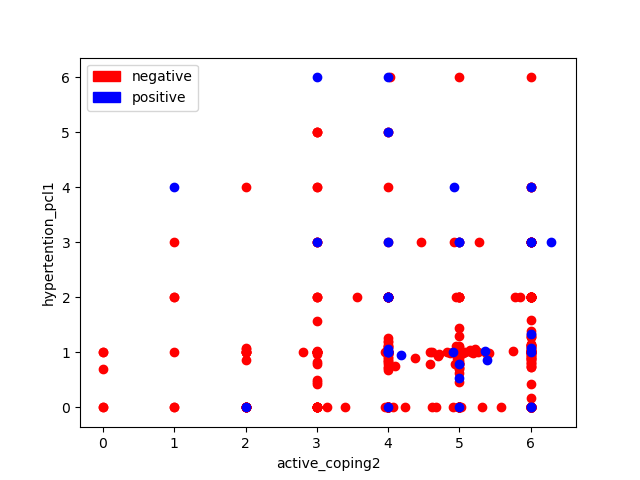 negative
positive
6
5
4
3
2
1
0
hypertention_pcl1
0 1 2 3 4 5 6
active_coping2